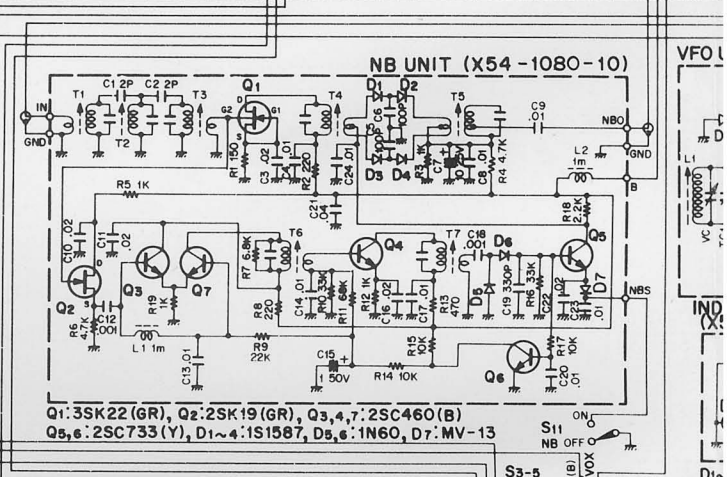 NB UNIT (X54-1080-10)
VFO U
C1 2P
C2 2P
Q1
D1
D2
IN
T1
T2
T3
G2
D
G1
S
T4
C6
100P
T5
C9
.01
NBO
GND
GND
R1 150
C3 .02
C4 .01
R2 220
C24 .01
D3
D4
R3 1K
C7
C8 .01
R4 4.7K
L2
1m
B
L1
VC
R5 1K
C21
.04
R18
2.2K
C10 .02
C11
.02
Q3
Q7
R7 6.8K
T6
Q4
T7
C18
.001
D6
Q5
D
Q2
S
R19
1K
R8
220
C14 .01
R10 33K
R11 68K
R12 1K
C16 .02
C17 .01
R13
470
D5
C19 330P
R16 33K
C22 .02
D7
C23
.01
NBS
R6
4.7K
C12
.001
L1 1m
C13 .01
R9
22K
C15
1 50V
R14 10K
R15
10K
Q6
R17
10K
C20
.01
IND
(X5
Q1:3SK22(GR), Q2:2SK19(GR), Q3,4,7:2SC460(B)
Q5,6:2SC733(Y), D1~4:1S1587, D5,6:1N60, D7:MV-13
ON
S11
NB OFF
S3-5
(B)
VOX